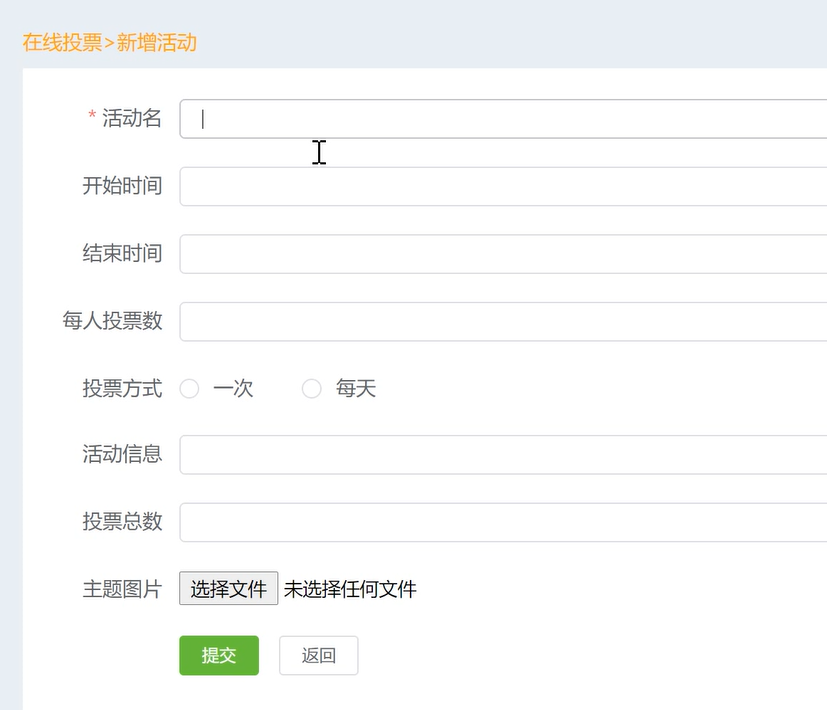 在线投票>新增活动
* 活动名
开始时间
结束时间
每人投票数
投票方式 一次 每天
活动信息
投票总数
主题图片 选择文件 未选择任何文件
提交 返回